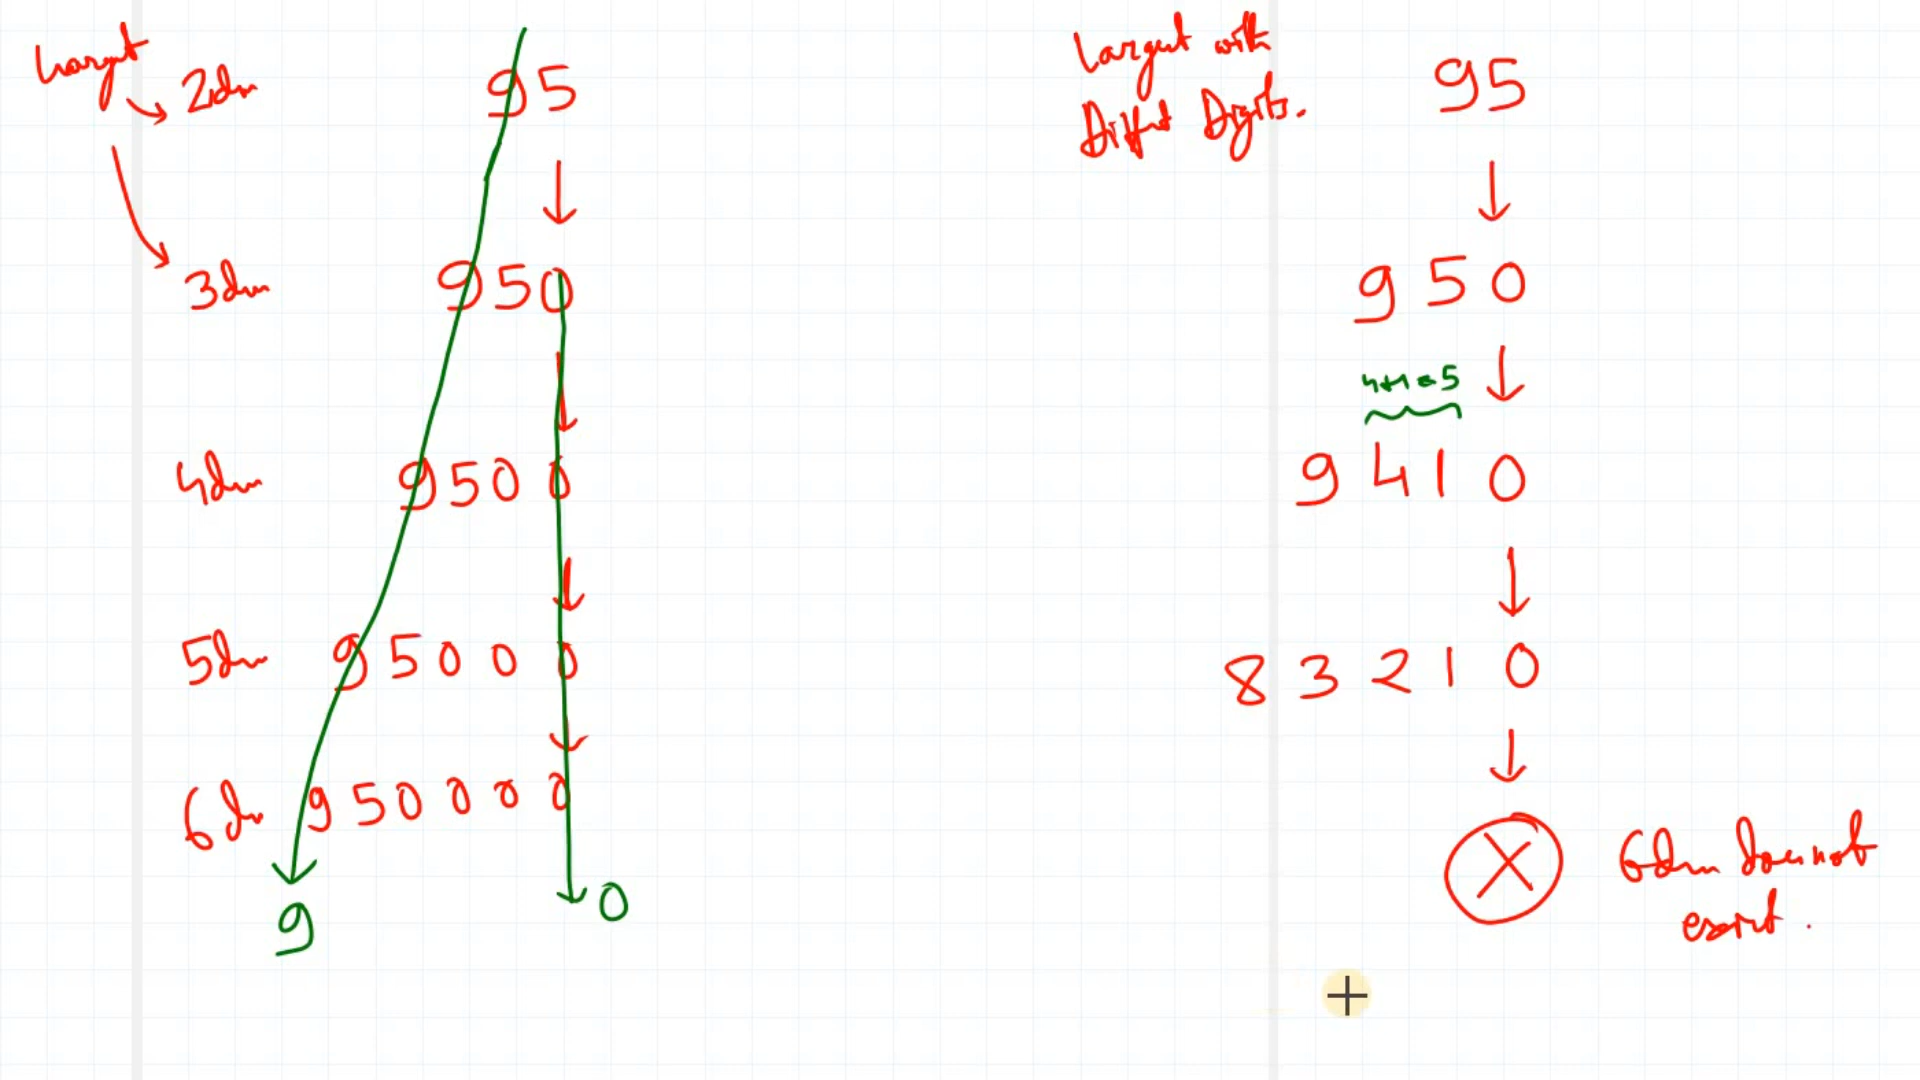 Largest
2dn 95
3dn 950
4dn 9500
5dn 95000
6dn 950000
9 0
Largest with
Diffent Digits.
95
950
4+1=5
9410
83210
X 6dn Does not
exist.